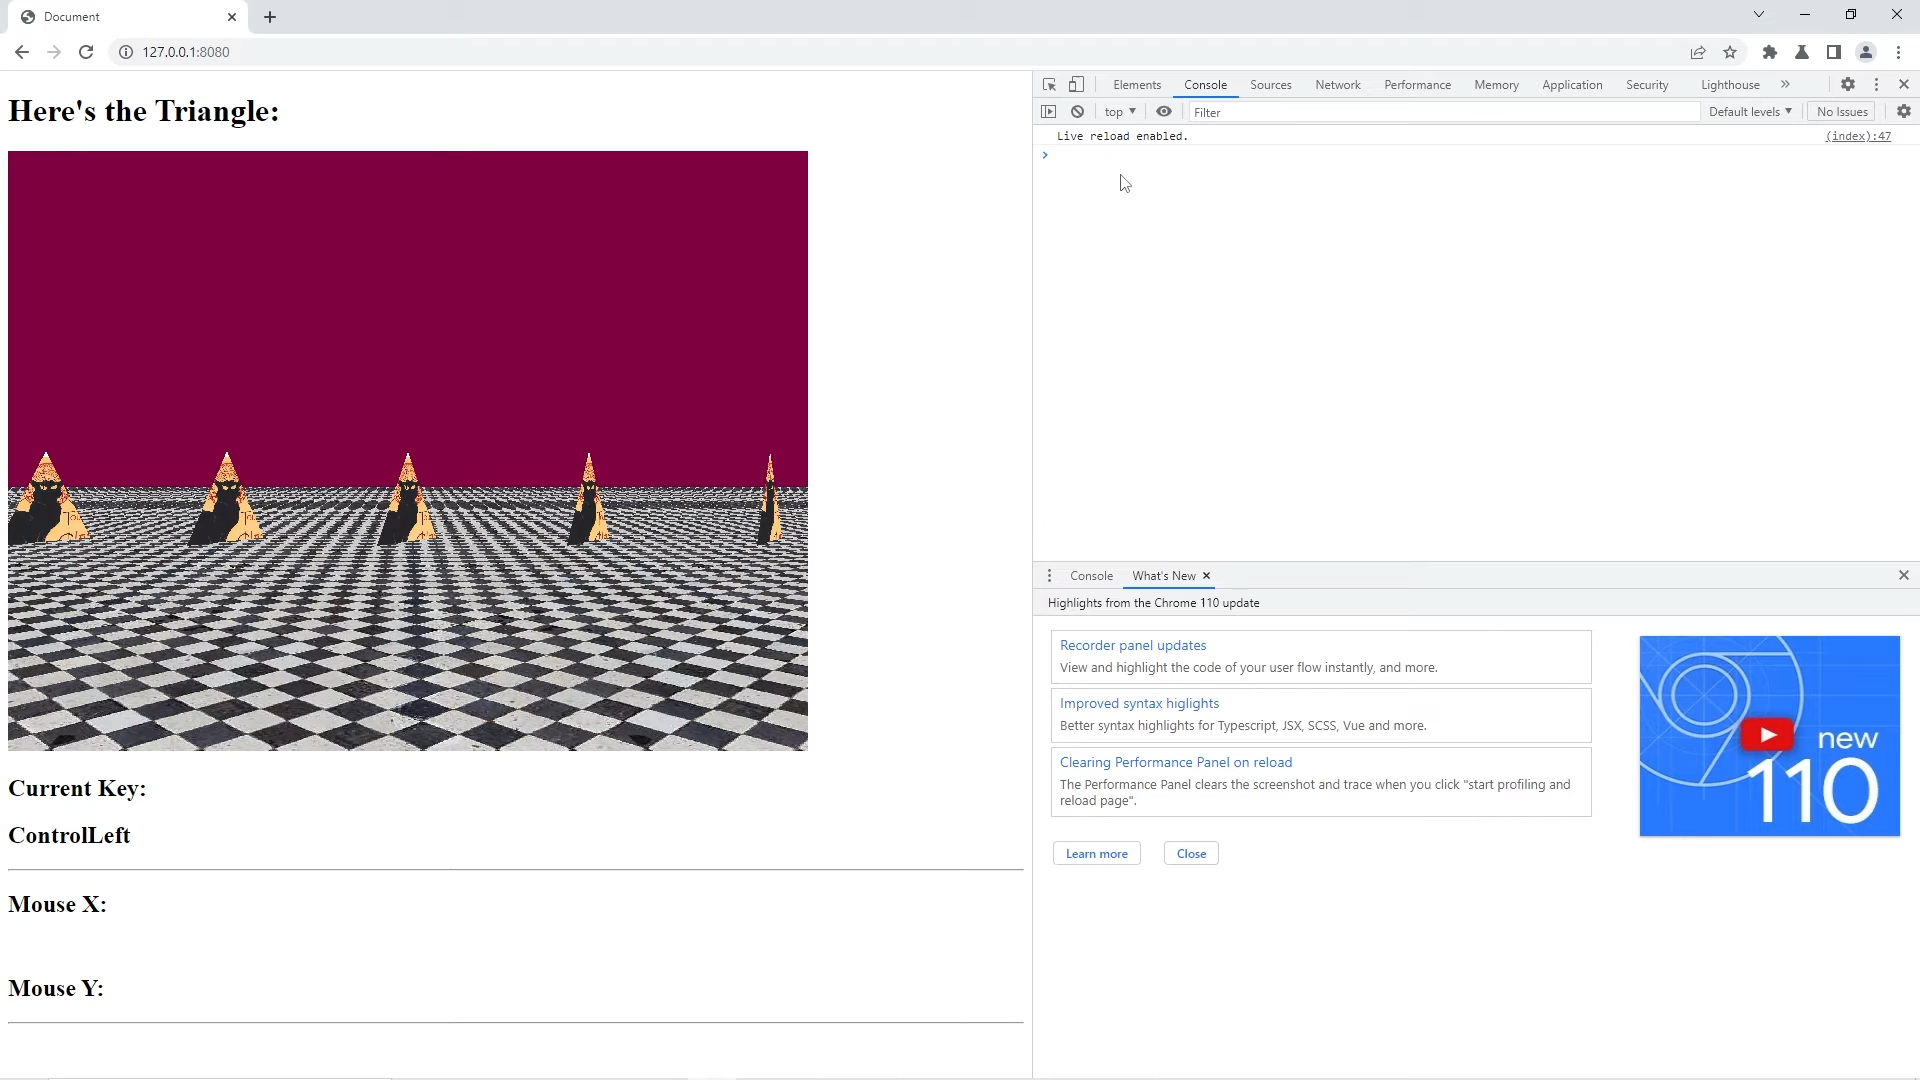 Document
127.0.0.1:8080
Here's the Triangle:
Current Key:
ControlLeft
Mouse X:
Mouse Y:
Elements Console Sources Network Performance Memory Application Security Lighthouse
top Filter Default levels No Issues
Live reload enabled. (index):47
Console What's New
Highlights from the Chrome 110 update
Recorder panel updates
View and highlight the code of your user flow instantly, and more.
Improved syntax higlights
Better syntax highlights for Typescript, JSX, SCSS, Vue and more.
Clearing Performance Panel on reload
The Performance Panel clears the screenshot and trace when you click "start profiling and
reload page".
new
110
Learn more Close